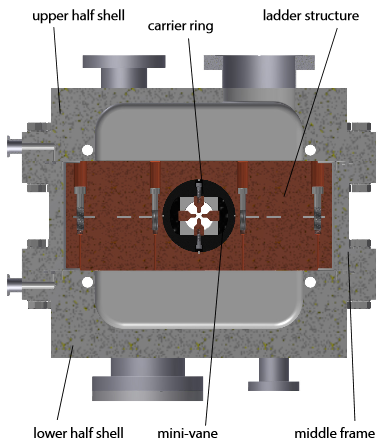 upper half shell
carrier ring
ladder structure
lower half shell
mini-vane
middle frame